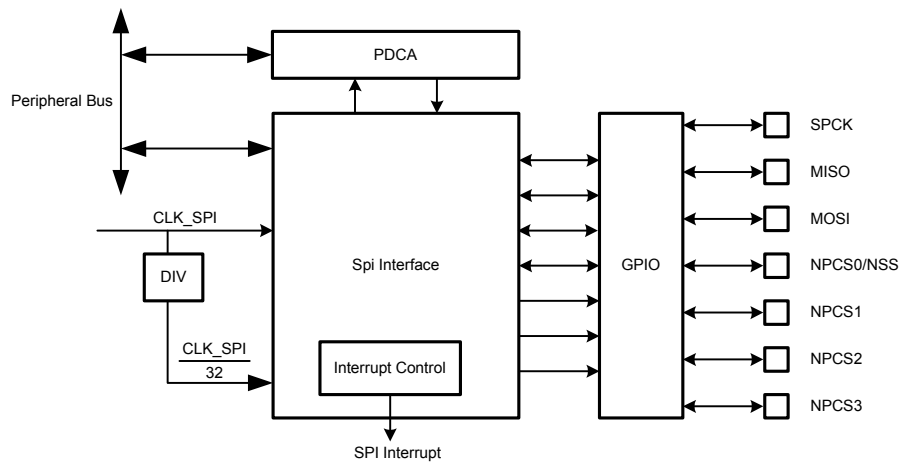 PDCA
Peripheral Bus
SPCK
MISO
CLK_SPI
MOSI
Spi Interface
GPIO
NPCS0/NSS
DIV
NPCS1
CLK_SPI
32
Interrupt Control
NPCS2
NPCS3
SPI Interrupt